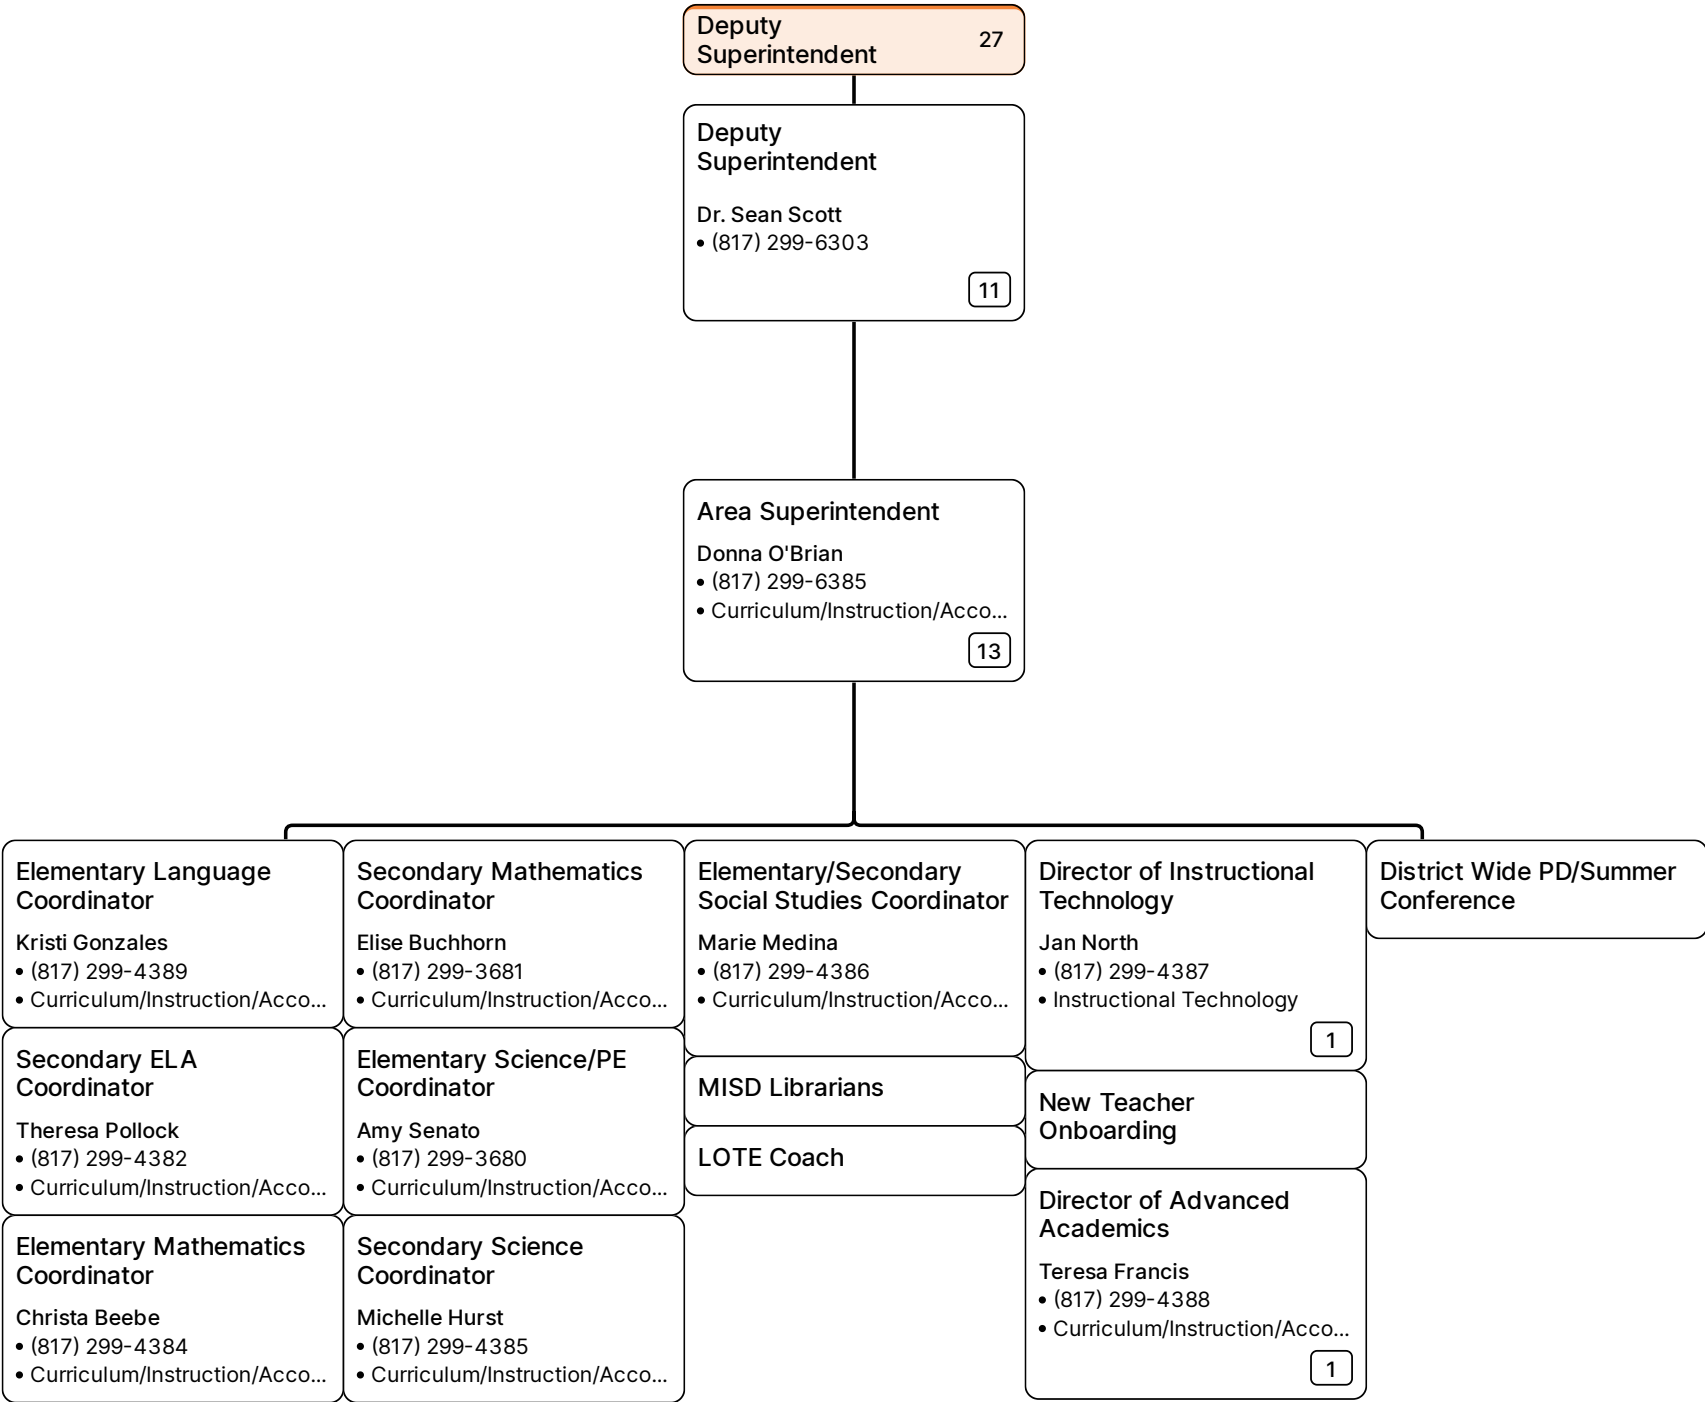 Deputy
Superintendent
27
Deputy
Superintendent
Dr. Sean Scott
• (817) 299-6303
11
Area Superintendent
Donna O'Brian
• (817) 299-6385
• Curriculum/Instruction/Acco...
13
Elementary Language
Coordinator
Kristi Gonzales
• (817) 299-4389
• Curriculum/Instruction/Acco...
Secondary ELA
Coordinator
Theresa Pollock
• (817) 299-4382
• Curriculum/Instruction/Acco...
Elementary Mathematics
Coordinator
Christa Beebe
• (817) 299-4384
• Curriculum/Instruction/Acco...
Secondary Mathematics
Coordinator
Elise Buchhorn
• (817) 299-3681
• Curriculum/Instruction/Acco...
Elementary Science/PE
Coordinator
Amy Senato
• (817) 299-3680
• Curriculum/Instruction/Acco...
Secondary Science
Coordinator
Michelle Hurst
• (817) 299-4385
• Curriculum/Instruction/Acco...
Elementary/Secondary
Social Studies Coordinator
Marie Medina
• (817) 299-4386
• Curriculum/Instruction/Acco...
MISD Librarians
LOTE Coach
Director of Instructional
Technology
Jan North
• (817) 299-4387
• Instructional Technology
1
New Teacher
Onboarding
Director of Advanced
Academics
Teresa Francis
• (817) 299-4388
• Curriculum/Instruction/Acco...
1
District Wide PD/Summer
Conference